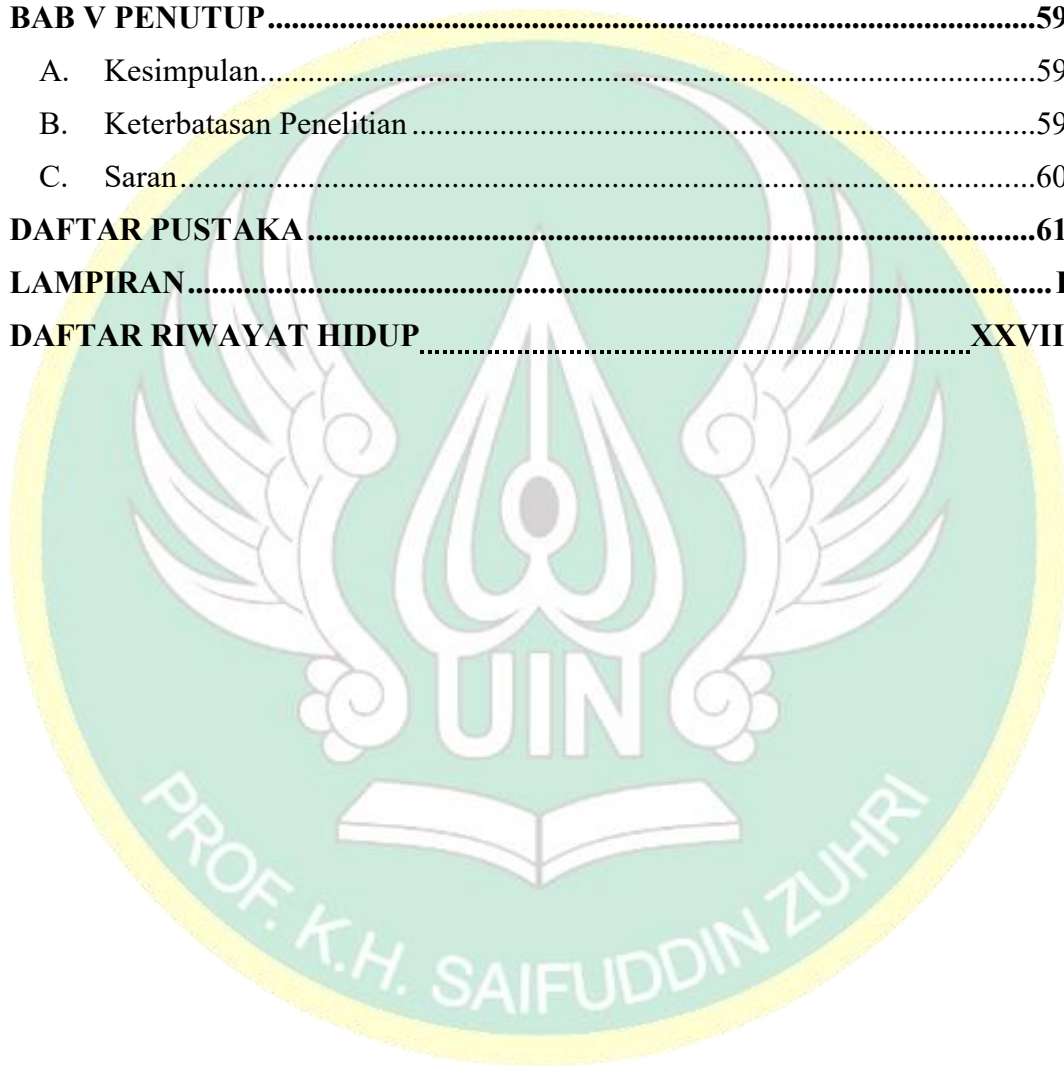 BAB V PENUTUP................................................................................................59
A. Kesimpulan...............................................................................................59
B. Keterbatasan Penelitian.............................................................................59
C. Saran.........................................................................................................60
DAFTAR PUSTAKA...........................................................................................61
LAMPIRAN............................................................................................................I
DAFTAR RIWAYAT HIDUP......................................................................XXVII
UIN
PROF. K.H. SAIFUDDIN ZUHRI